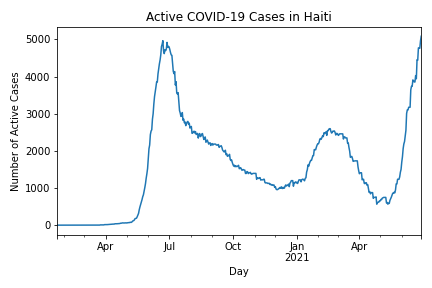 Active COVID-19 Cases in Haiti
Number of Active Cases
5000
4000
3000
2000
1000
0
Apr Jul Oct Jan Apr
2021
Day